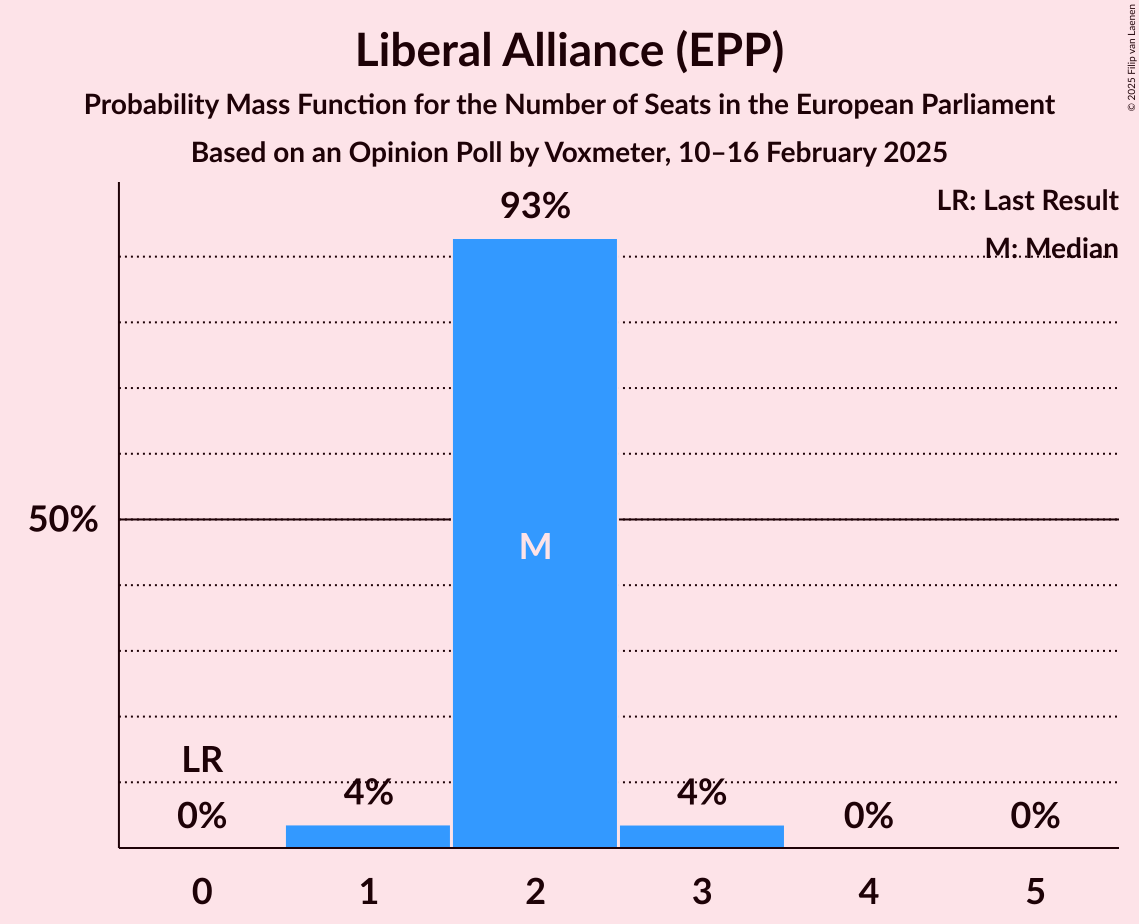 Liberal Alliance (EPP)
Probability Mass Function for the Number of Seats in the European Parliament
Based on an Opinion Poll by Voxmeter, 10–16 February 2025
© 2025 Filip van Laenen
LR: Last Result
M: Median
93%
50%
M
LR
0%
4%
4%
0%
0%
0
1
2
3
4
5